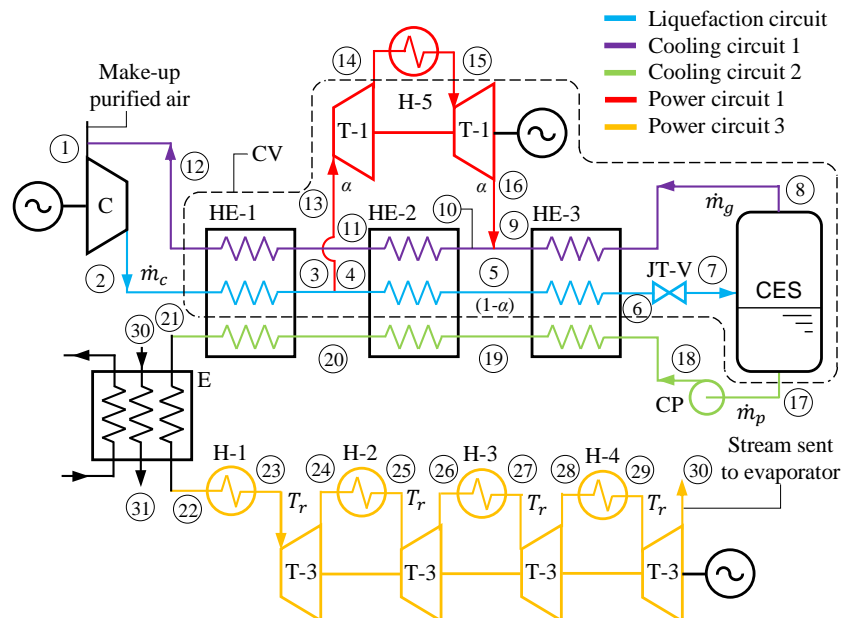 Liquefaction circuit
Cooling circuit 1
Cooling circuit 2
Power circuit 1
Power circuit 3
Make-up
purified air
14
15
H-5
T-1
T-1
1
12
CV
C
α
13
α
16
8
HE-1
HE-2
HE-3
ṁg
11
10
9
2
ṁc
3
4
5
(1-α)
6
JT-V
7
CES
21
30
20
19
18
17
CP
ṁp
E
31
22
H-1
23
Tr
24
H-2
25
Tr
26
H-3
27
Tr
28
H-4
29
Tr
30
Stream sent
to evaporator
T-3
T-3
T-3
T-3